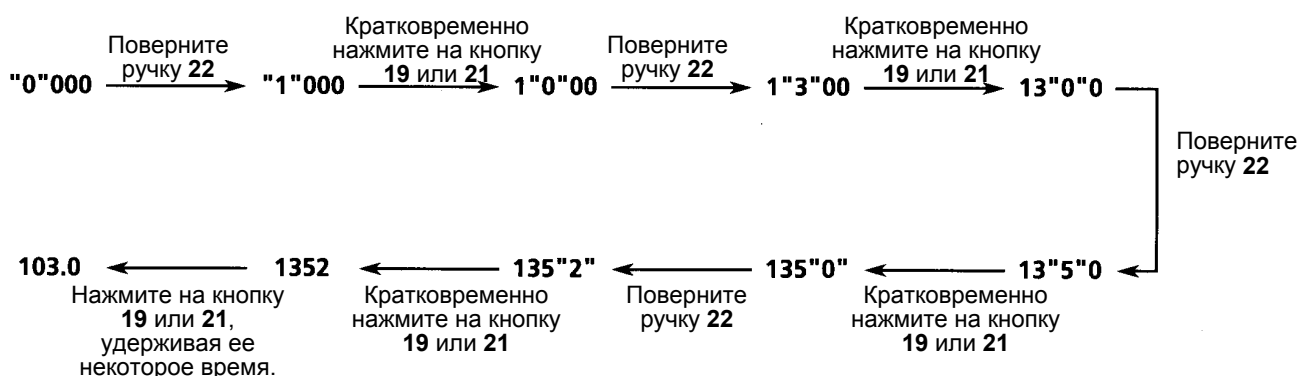 Поверните
ручку 22
Кратковременно
нажмите на кнопку
19 или 21
Поверните
ручку 22
Кратковременно
нажмите на кнопку
19 или 21
"0"000 "1"000 1"0"00 1"3"00 13"0"0
Поверните
ручку 22
103.0 1352 135"2" 135"0" 13"5"0
Нажмите на кнопку
19 или 21,
удерживая ее
некоторое время.
Кратковременно
нажмите на кнопку
19 или 21
Поверните
ручку 22
Кратковременно
нажмите на кнопку
19 или 21